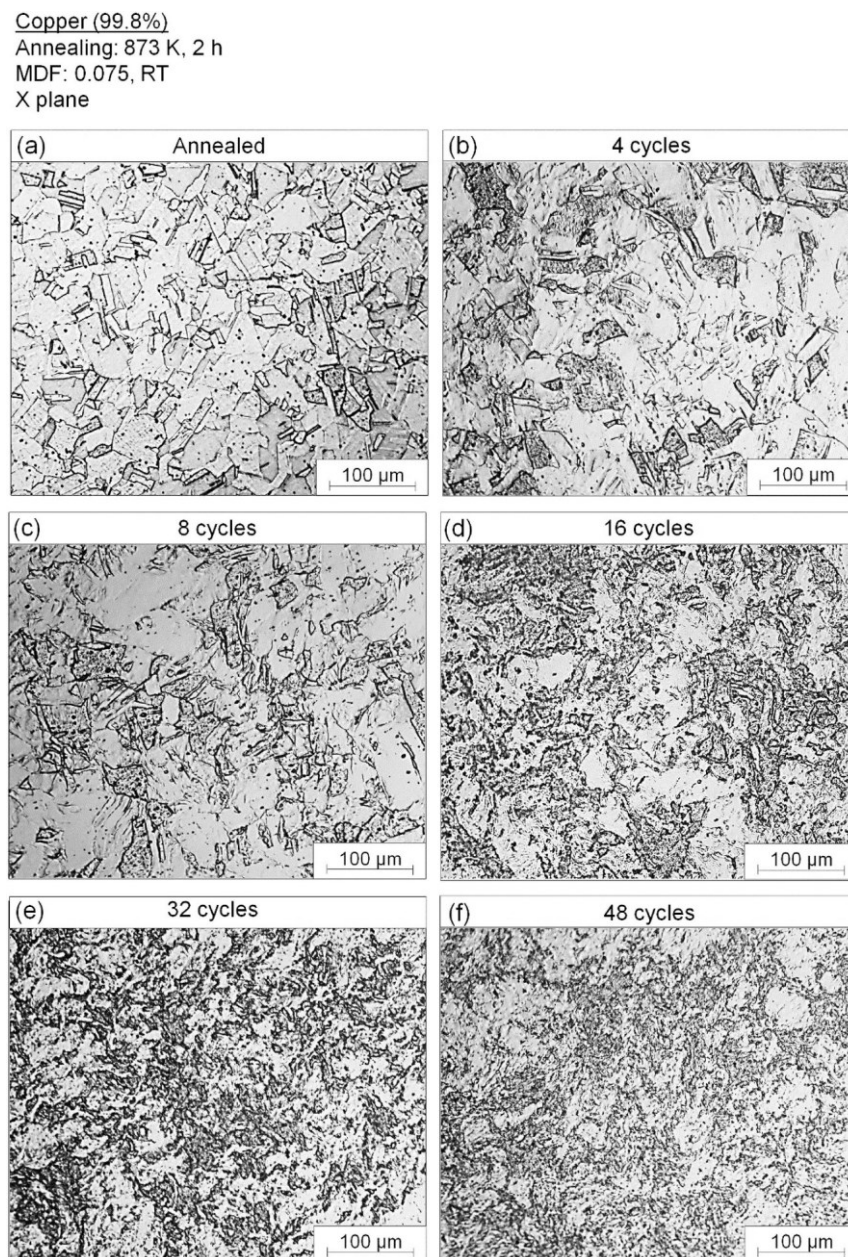 Copper (99.8%)
Annealing: 873 K, 2 h
MDF: 0.075, RT
X plane
(a) Annealed
(b) 4 cycles
100 µm
100 µm
(c) 8 cycles
(d) 16 cycles
100 µm
100 µm
(e) 32 cycles
(f) 48 cycles
100 µm
100 µm